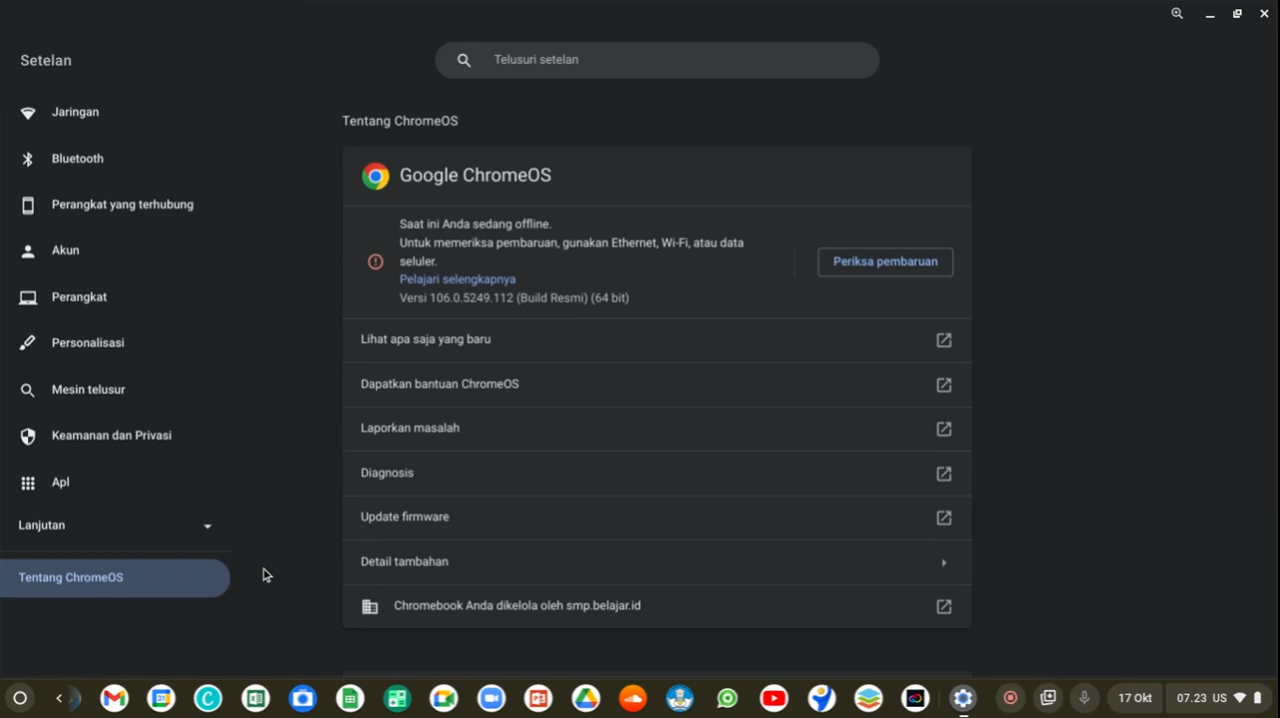 Setelan
Telusuri setelan
Jaringan
Bluetooth
Perangkat yang terhubung
Akun
Perangkat
Personalisasi
Mesin telusur
Keamanan dan Privasi
Apl
Lanjutan
Tentang ChromeOS
Tentang ChromeOS
Google ChromeOS
Saat ini Anda sedang offline.
Untuk memeriksa pembaruan, gunakan Ethernet, Wi-Fi, atau data
seluler.
Pelajari selengkapnya
Versi 106.0.5249.112 (Build Resmi) (64 bit)
Periksa pembaruan
Lihat apa saja yang baru
Dapatkan bantuan ChromeOS
Laporkan masalah
Diagnosis
Update firmware
Detail tambahan
Chromebook Anda dikelola oleh smp.belajar.id
17 Okt
07.23 US